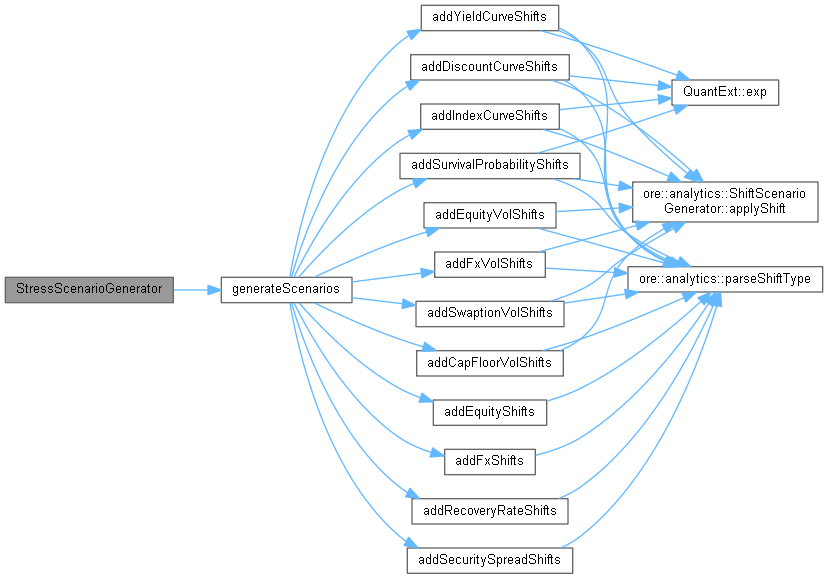 StressScenarioGenerator
generateScenarios
addYieldCurveShifts
addDiscountCurveShifts
addIndexCurveShifts
addSurvivalProbabilityShifts
addEquityVolShifts
addFxVolShifts
addSwaptionVolShifts
addCapFloorVolShifts
addEquityShifts
addFxShifts
addRecoveryRateShifts
addSecuritySpreadShifts
QuantExt::exp
ore::analytics::ShiftScenario
Generator::applyShift
ore::analytics::parseShiftType